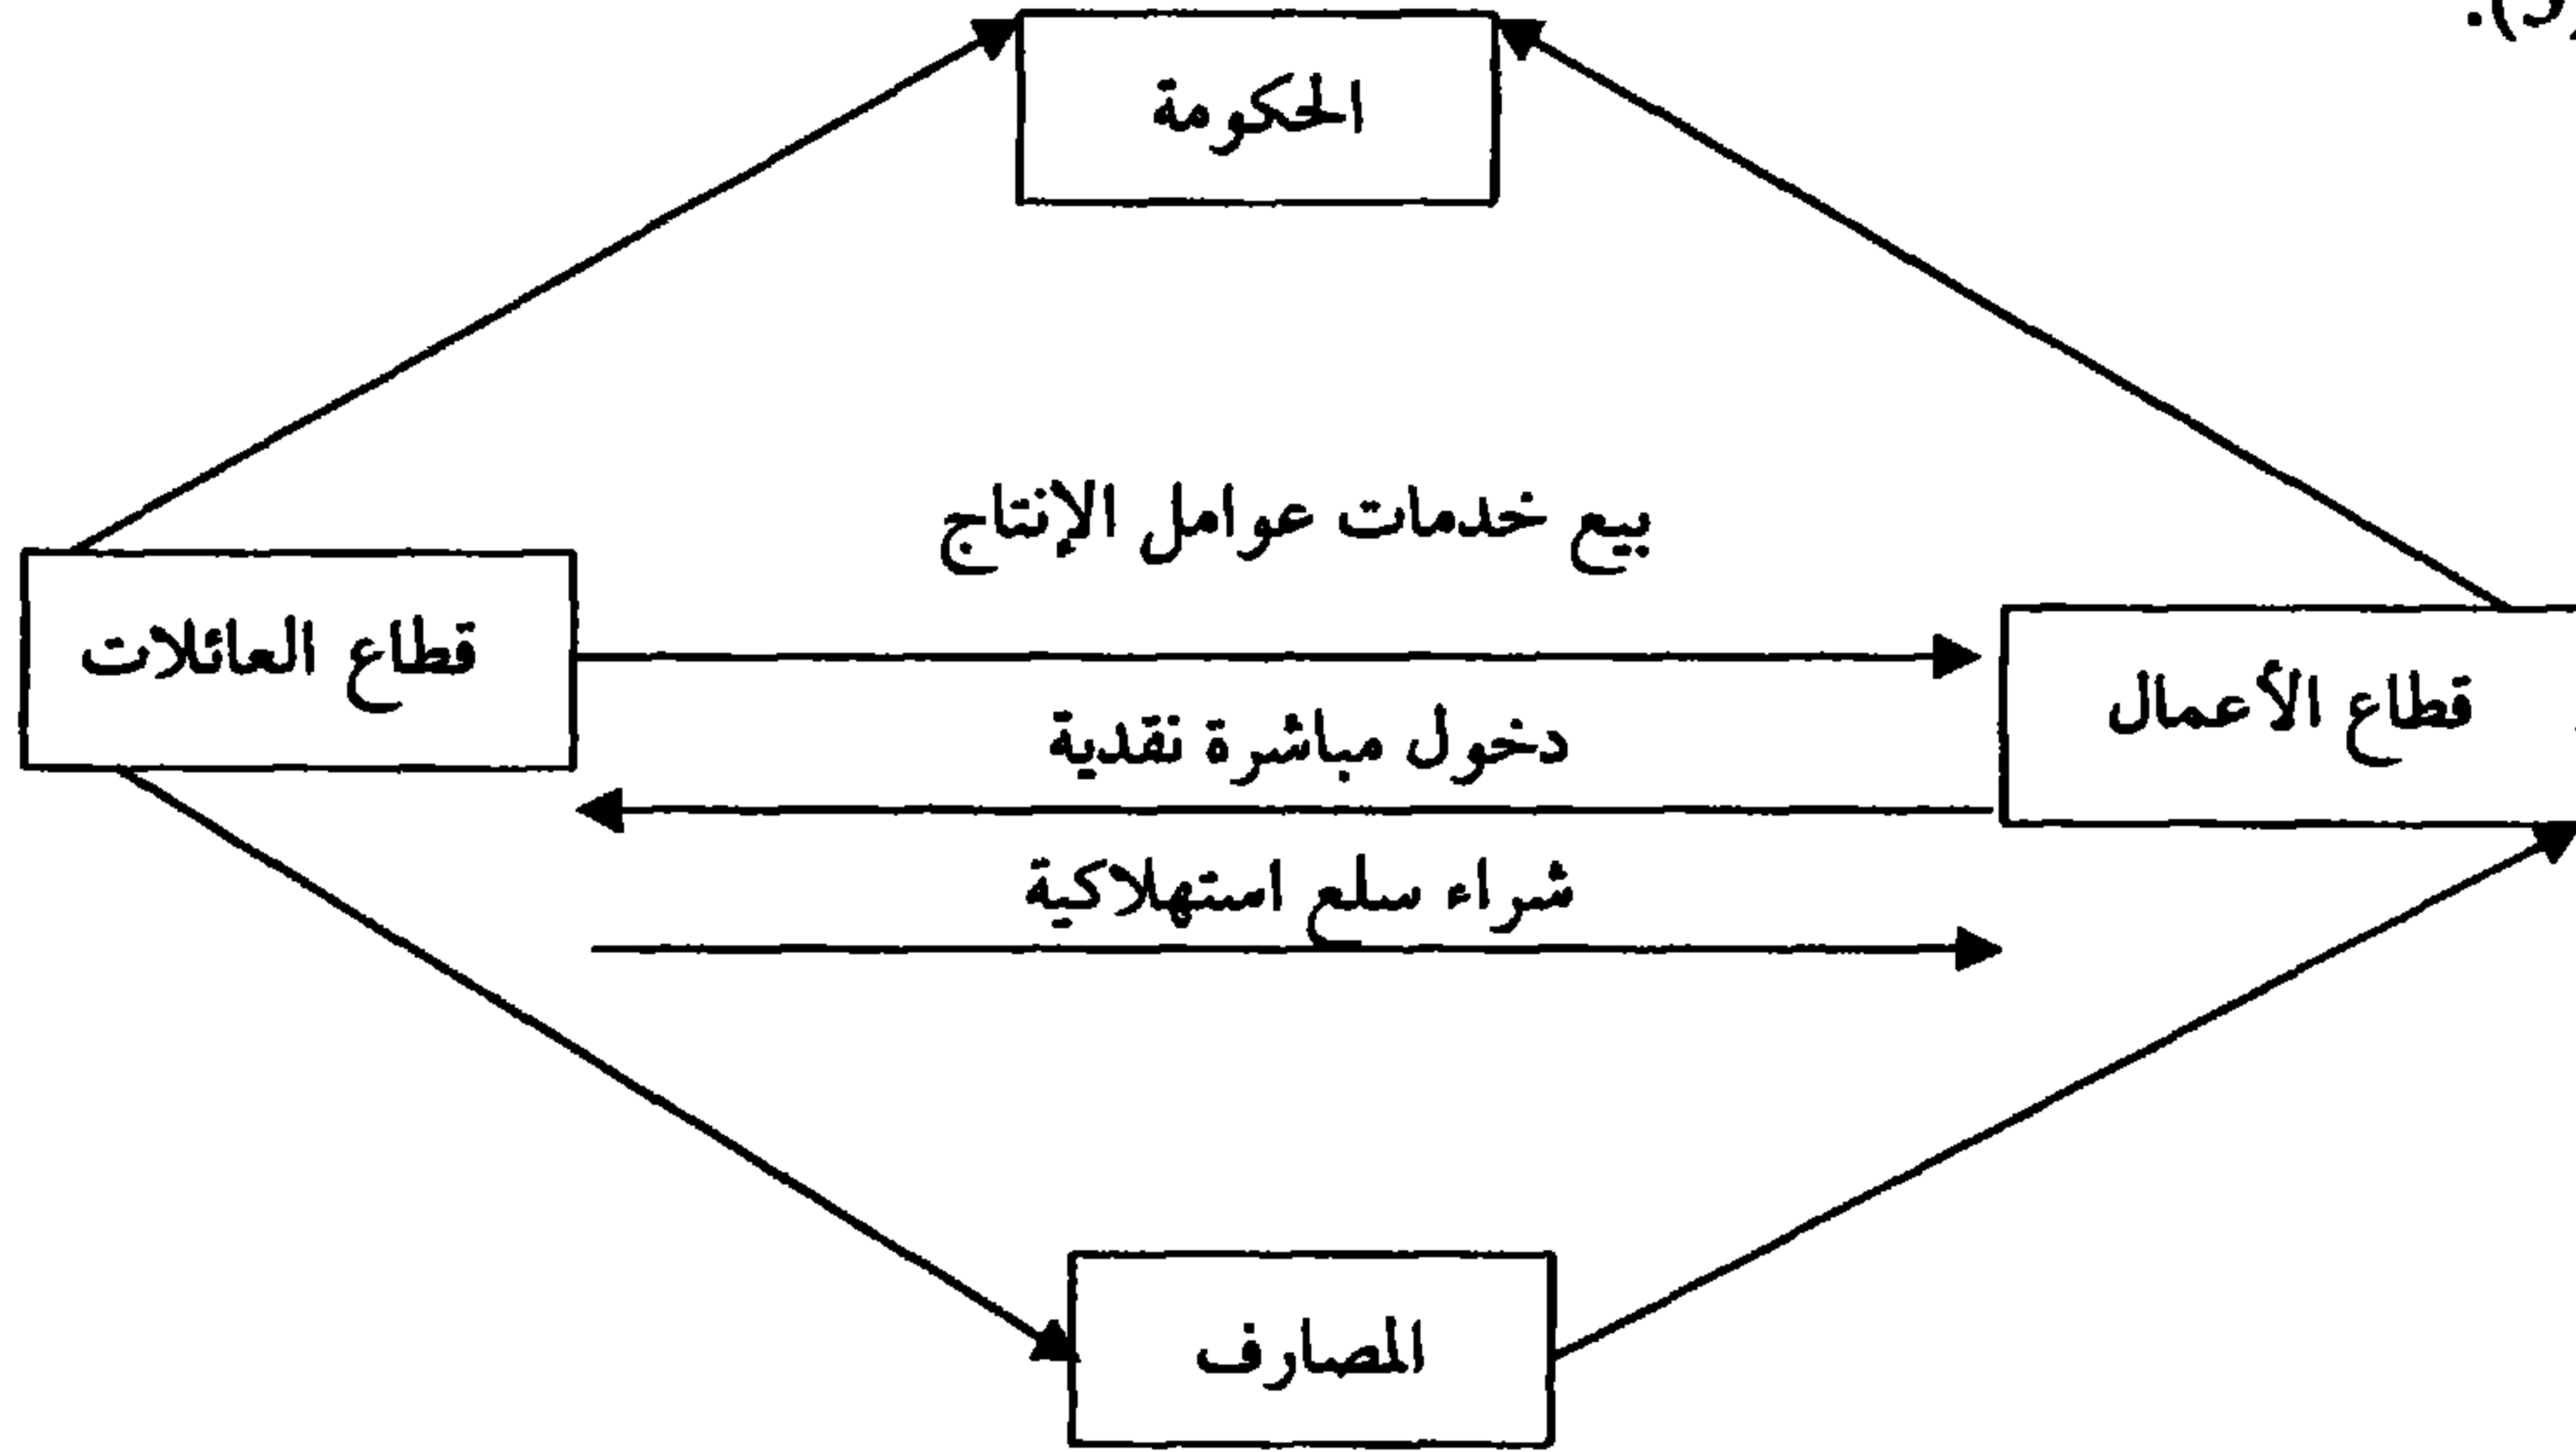 الحكومة
بيع خدمات عوامل الإنتاج
قطاع العائلات
قطاع الأعمال
دخول مباشرة نقدية
شراء سلع استهلاكية
المصارف